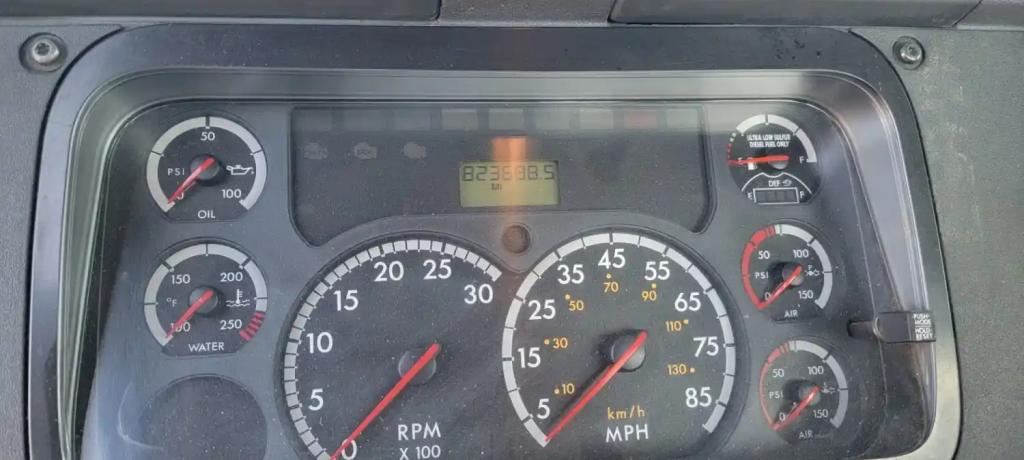 50
PSI
0 100
OIL
150 200
°F
100 250
WATER
823688.5
MI
0 5 10 15 20 25 30
RPM
X 100
5 15 25 35 45 55 65 75 85
10 30 50 70 90 110 130
km/h
MPH
ULTRA LOW SULFUR
DIESEL FUEL ONLY
F
DEF
E F
50 100
PSI
0 150
AIR
50 100
PSI
0 150
AIR
PUSH-
MODE
HOLD-
RESET